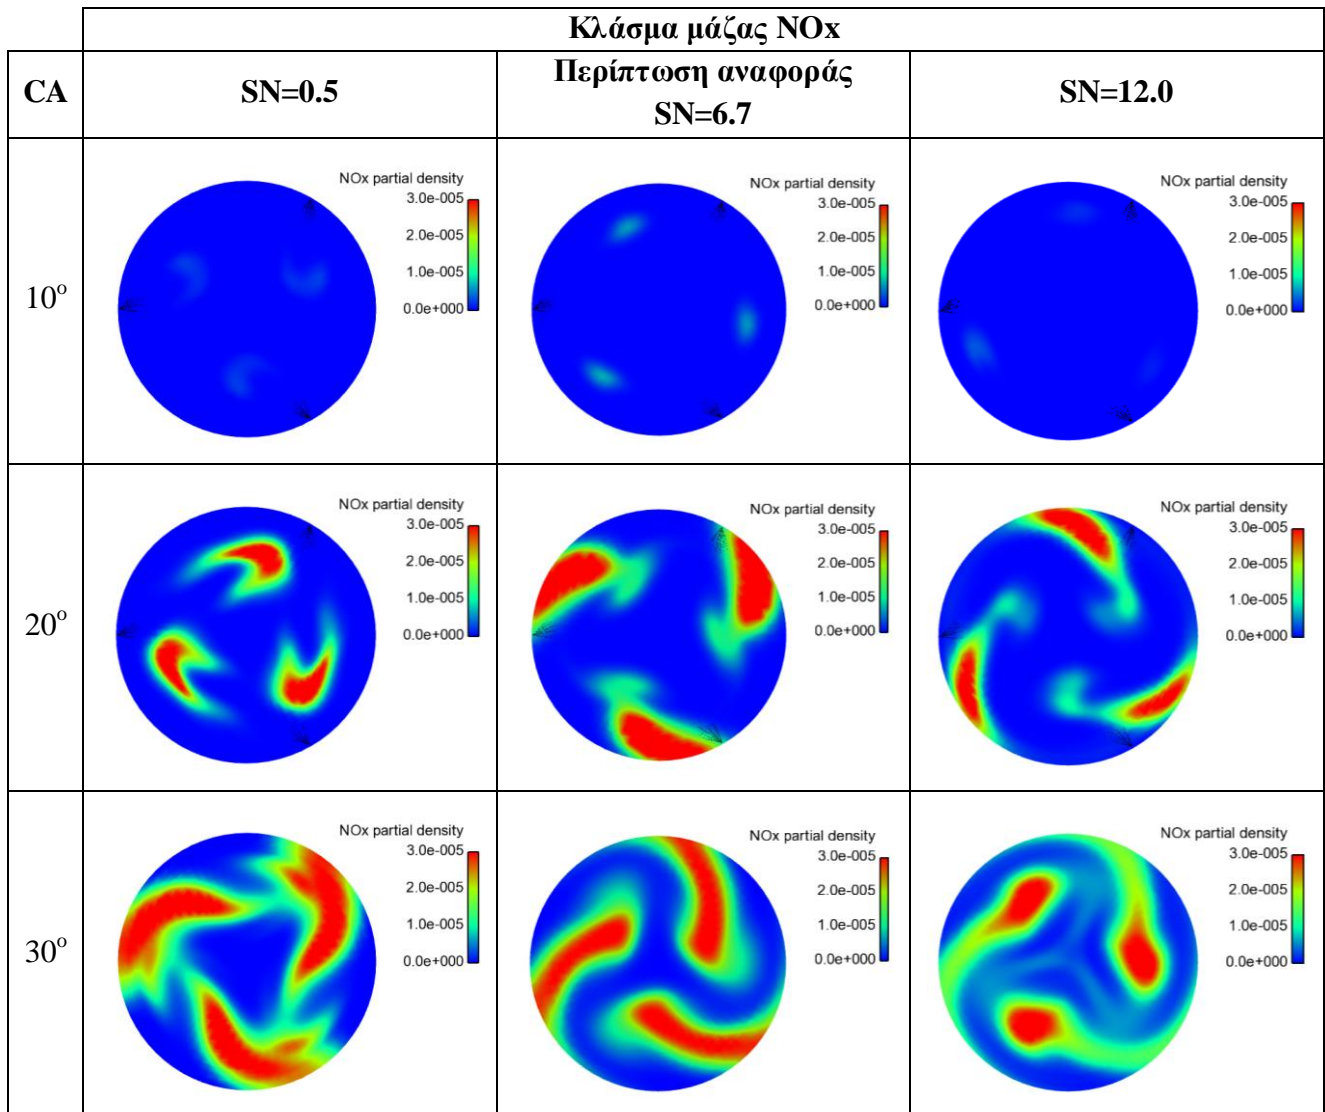 Κλάσμα μάζας NOx
CA
SN=0.5
Περίπτωση αναφοράς
SN=6.7
SN=12.0
10º
NOx partial density
3.0e-005
2.0e-005
1.0e-005
0.0e+000
NOx partial density
3.0e-005
2.0e-005
1.0e-005
0.0e+000
NOx partial density
3.0e-005
2.0e-005
1.0e-005
0.0e+000
20º
NOx partial density
3.0e-005
2.0e-005
1.0e-005
0.0e+000
NOx partial density
3.0e-005
2.0e-005
1.0e-005
0.0e+000
NOx partial density
3.0e-005
2.0e-005
1.0e-005
0.0e+000
30º
NOx partial density
3.0e-005
2.0e-005
1.0e-005
0.0e+000
NOx partial density
3.0e-005
2.0e-005
1.0e-005
0.0e+000
NOx partial density
3.0e-005
2.0e-005
1.0e-005
0.0e+000